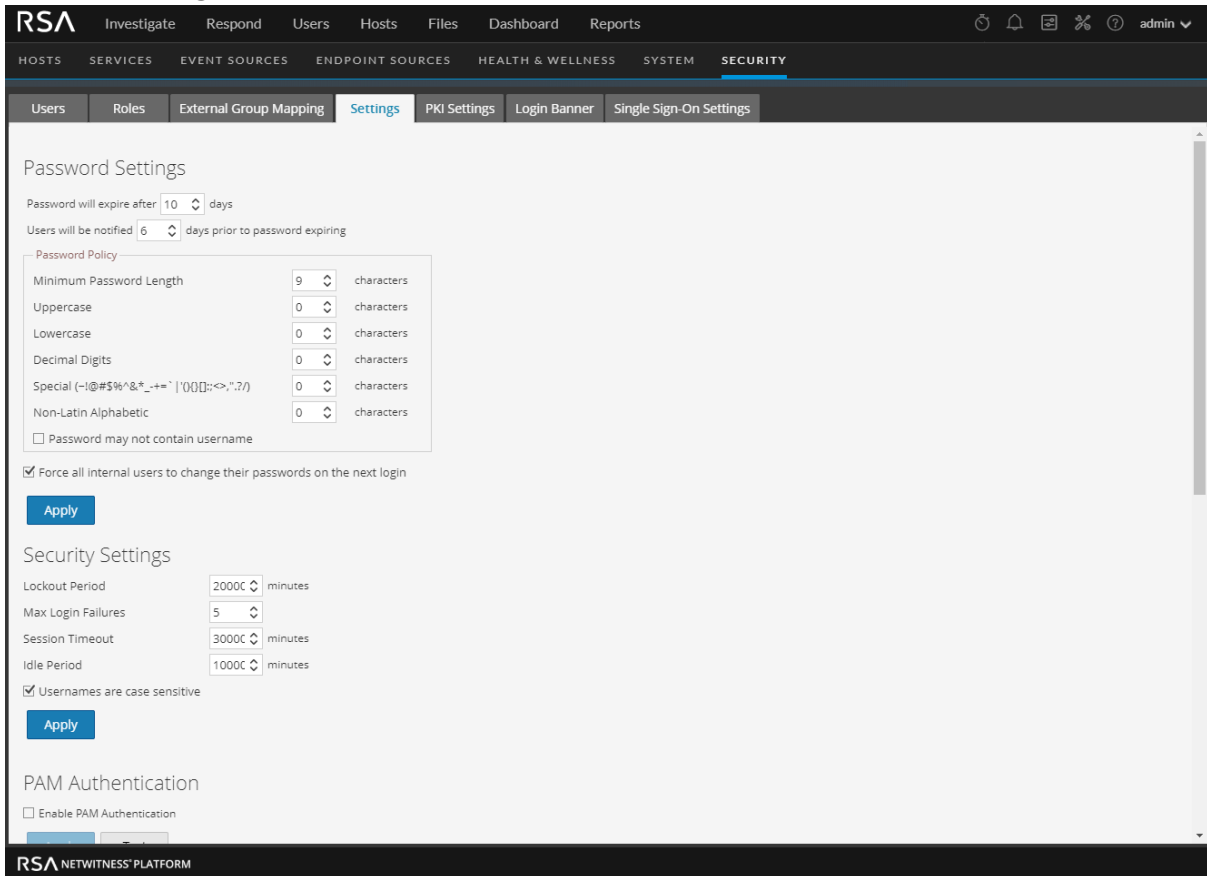 RSA Investigate Respond Users Hosts Files Dashboard Reports admin
HOSTS SERVICES EVENT SOURCES ENDPOINT SOURCES HEALTH & WELLNESS SYSTEM SECURITY
Users Roles External Group Mapping Settings PKI Settings Login Banner Single Sign-On Settings
Password Settings
Password will expire after 10 days
Users will be notified 6 days prior to password expiring
Password Policy
Minimum Password Length 9 characters
Uppercase 0 characters
Lowercase 0 characters
Decimal Digits 0 characters
Special (~!@#$%^&*_-+=`|'(){}[]:;<>,".?/) 0 characters
Non-Latin Alphabetic 0 characters
Password may not contain username
Force all internal users to change their passwords on the next login
Apply
Security Settings
Lockout Period 2000 minutes
Max Login Failures 5
Session Timeout 3000 minutes
Idle Period 1000 minutes
Usernames are case sensitive
Apply
PAM Authentication
Enable PAM Authentication
RSA NETWITNESS® PLATFORM